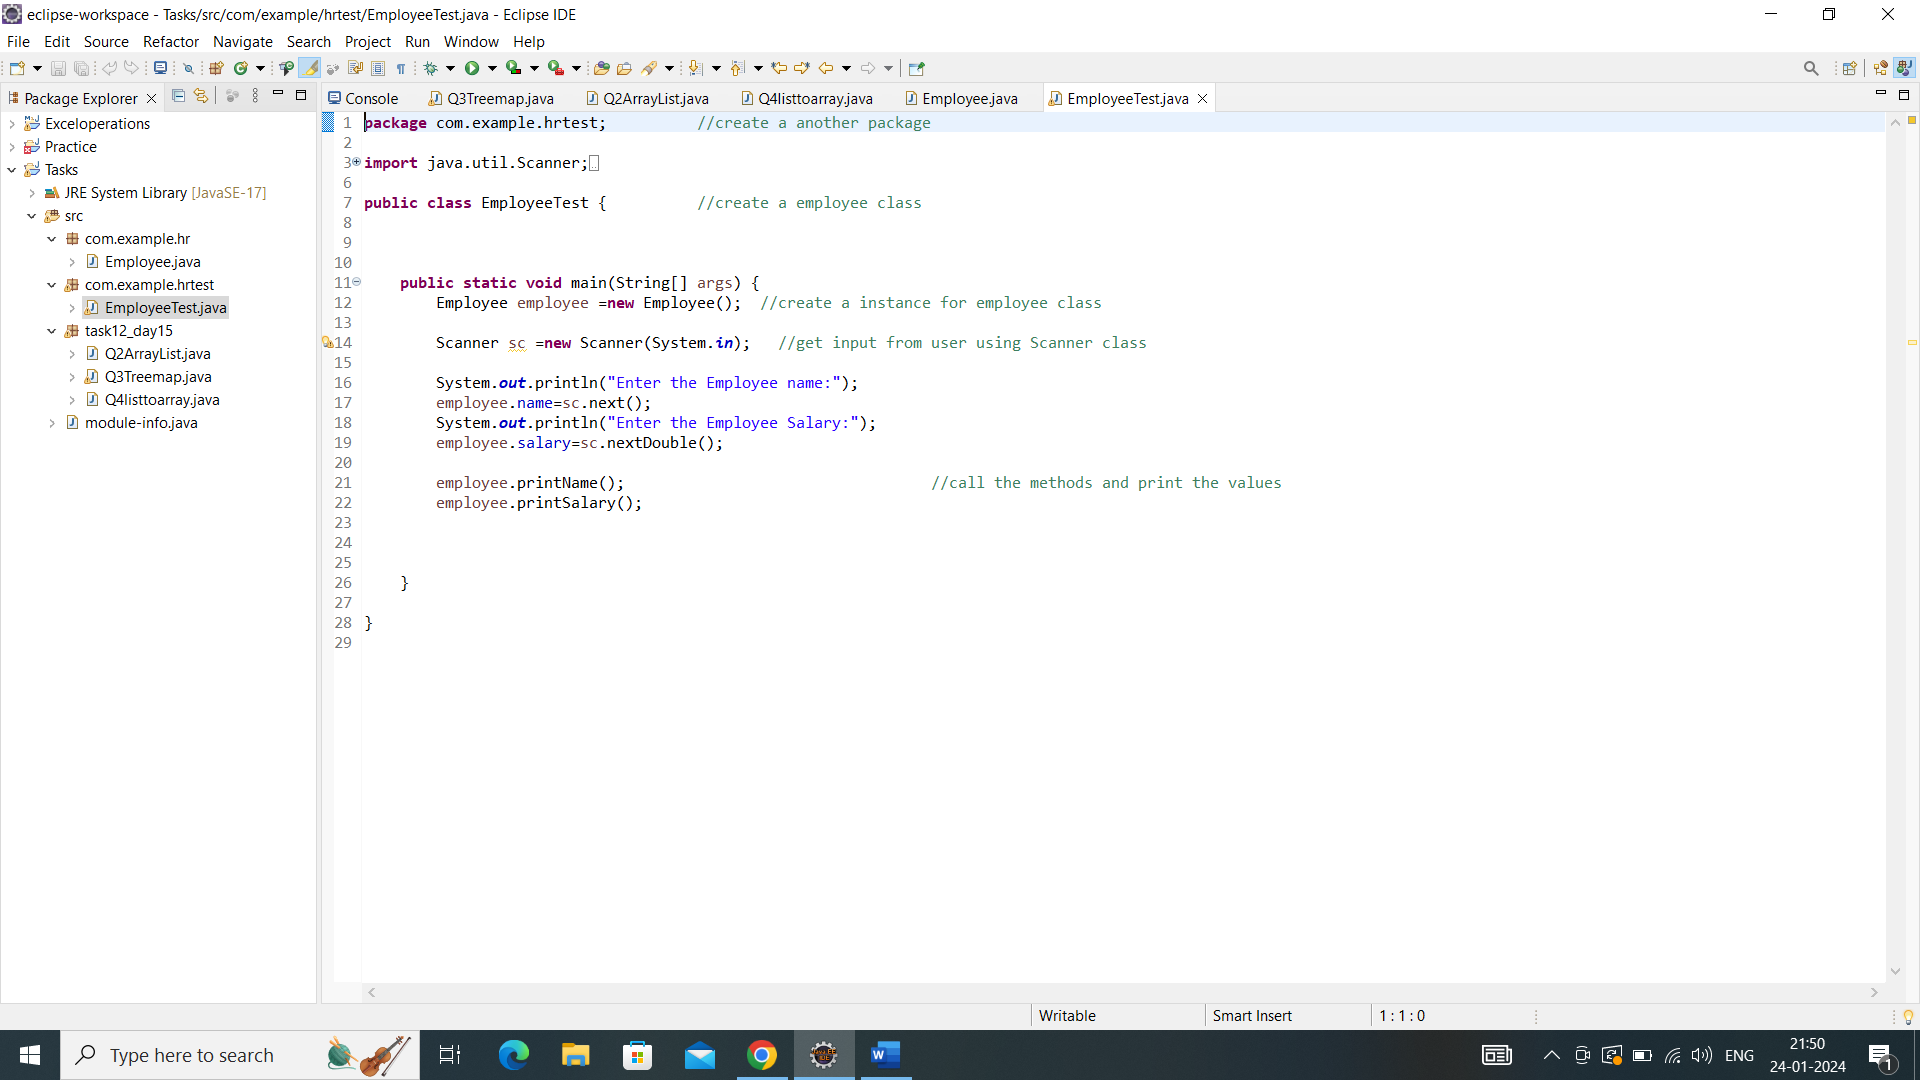 eclipse-workspace - Tasks/src/com/example/hrtest/EmployeeTest.java - Eclipse IDE
File Edit Source Refactor Navigate Search Project Run Window Help
Package Explorer
Console Q3Treemap.java Q2ArrayList.java Q4listtoarray.java Employee.java EmployeeTest.java
Exceloperations
Practice
Tasks
JRE System Library [JavaSE-17]
src
com.example.hr
Employee.java
com.example.hrtest
EmployeeTest.java
task12_day15
Q2ArrayList.java
Q3Treemap.java
Q4listtoarray.java
module-info.java
1 package com.example.hrtest; //create a another package
2
3 import java.util.Scanner;
6
7 public class EmployeeTest { //create a employee class
8
9
10
11 public static void main(String[] args) {
12 Employee employee =new Employee(); //create a instance for employee class
13
14 Scanner sc =new Scanner(System.in); //get input from user using Scanner class
15
16 System.out.println("Enter the Employee name:");
17 employee.name=sc.next();
18 System.out.println("Enter the Employee Salary:");
19 employee.salary=sc.nextDouble();
20
21 employee.printName(); //call the methods and print the values
22 employee.printSalary();
23
24
25
26 }
27
28 }
29
Writable Smart Insert 1 : 1 : 0
Type here to search
ENG
21:50
24-01-2024
1